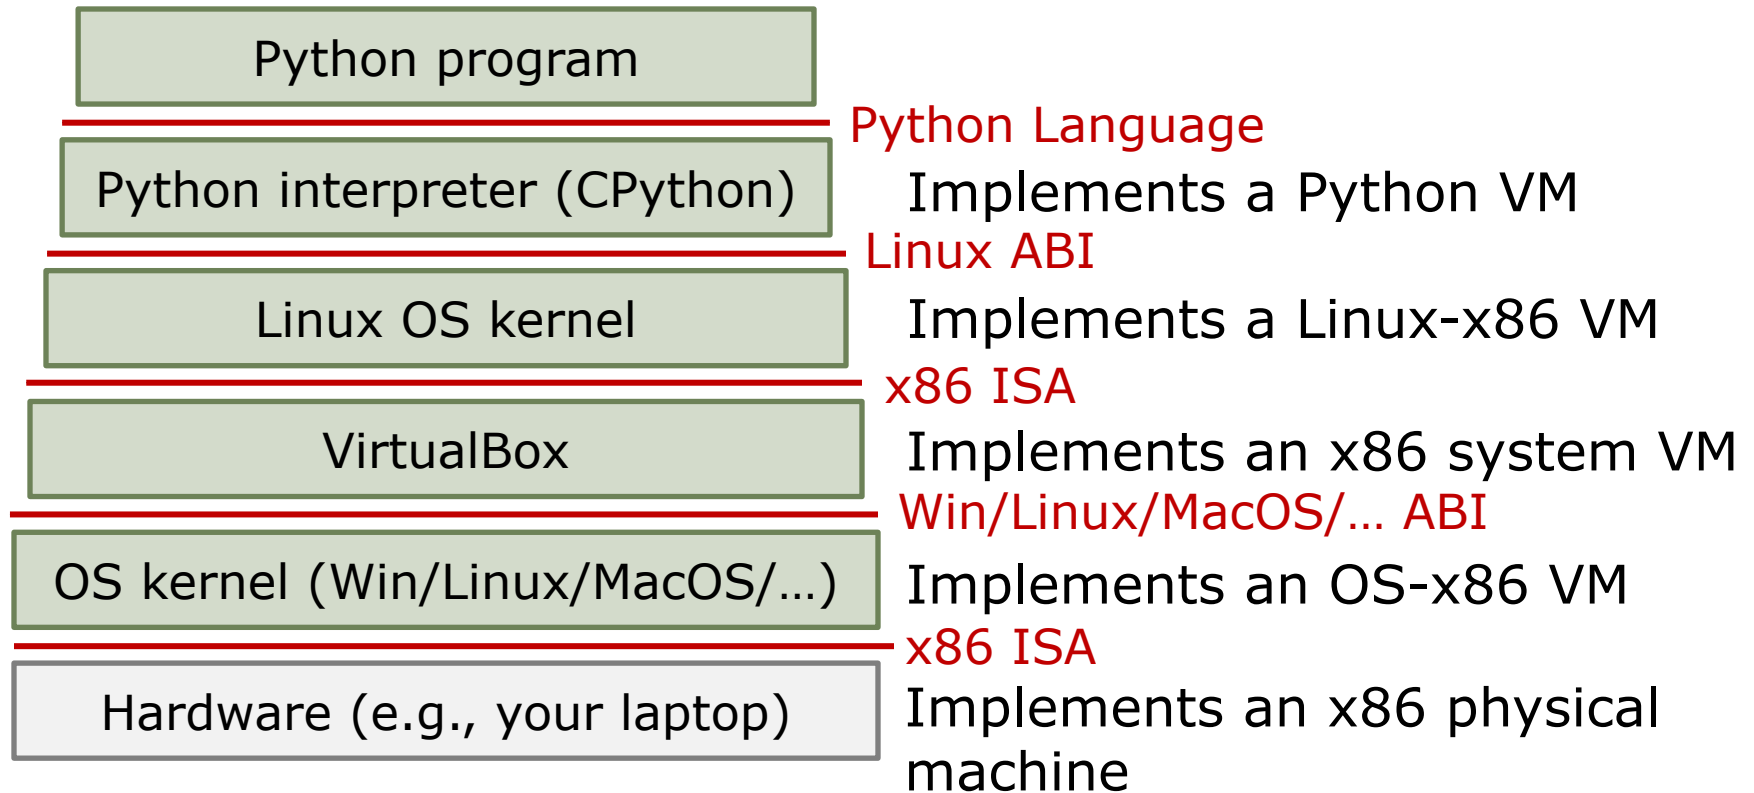 Python program
Python Language
Python interpreter (CPython)
Implements a Python VM
Linux ABI
Linux OS kernel
Implements a Linux-x86 VM
x86 ISA
VirtualBox
Implements an x86 system VM
Win/Linux/MacOS/… ABI
OS kernel (Win/Linux/MacOS/…)
Implements an OS-x86 VM
x86 ISA
Hardware (e.g., your laptop)
Implements an x86 physical
machine